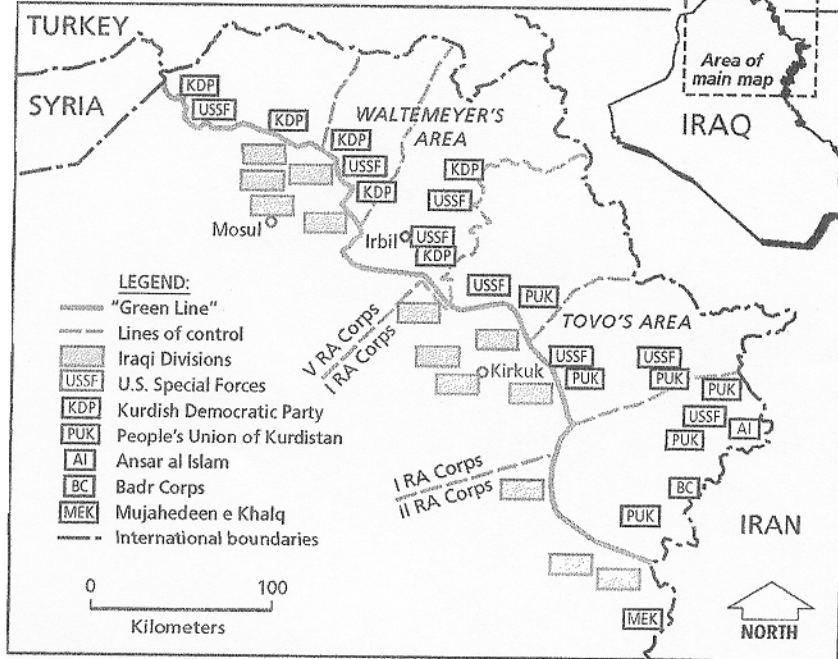 TURKEY
SYRIA
Area of
main map
IRAQ
KDP
USSF
KDP
WALTEMEYER'S
AREA
KDP
USSF
KDP
KDP
USSF
Mosul
Irbil
USSF
KDP
USSF
PUK
V RA Corps
I RA Corps
TOVO'S AREA
USSF
PUK
USSF
PUK
PUK
Kirkuk
USSF
AI
PUK
I RA Corps
II RA Corps
BC
PUK
IRAN
MEK
LEGEND:
"Green Line"
Lines of control
Iraqi Divisions
USSF U.S. Special Forces
KDP Kurdish Democratic Party
PUK People's Union of Kurdistan
AI Ansar al Islam
BC Badr Corps
MEK Mujahedeen e Khalq
International boundaries
0 100
Kilometers
NORTH